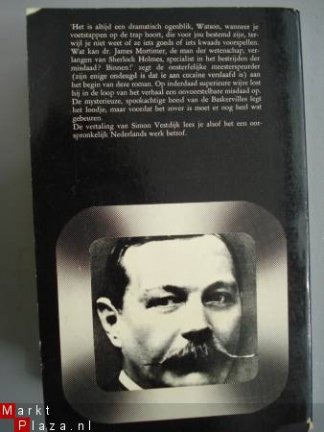 'Het is altijd een dramatisch ogenblik, Watson, wanneer je
voetstappen op de trap hoort, die voor jou bestemd zijn, ter-
wijl je niet weet of ze iets goeds of iets kwaads voorspellen.
Wat kan dr. James Mortimer, de man der wetenschap, ver-
langen van Sherlock Holmes, specialist in het bestrijden der
misdaad? Binnen!' zegt de onsterfelijke meesterspeurder
(zijn enige ondeugd is dat ie aan cocaïne verslaafd is) aan
het begin van deze roman. Op inderdaad superieure wijze lost
hij in de loop van het verhaal een onvoorstelbare misdaad op.
De mysterieuze, spookachtige hond van de Baskervilles legt
het loodje, maar voordat het zover is moet er nog heel wat
gebeuren.
De vertaling van Simon Vestdijk lees je alsof het een oor-
spronkelijk Nederlands werk betrof.
Markt
Plaza.nl